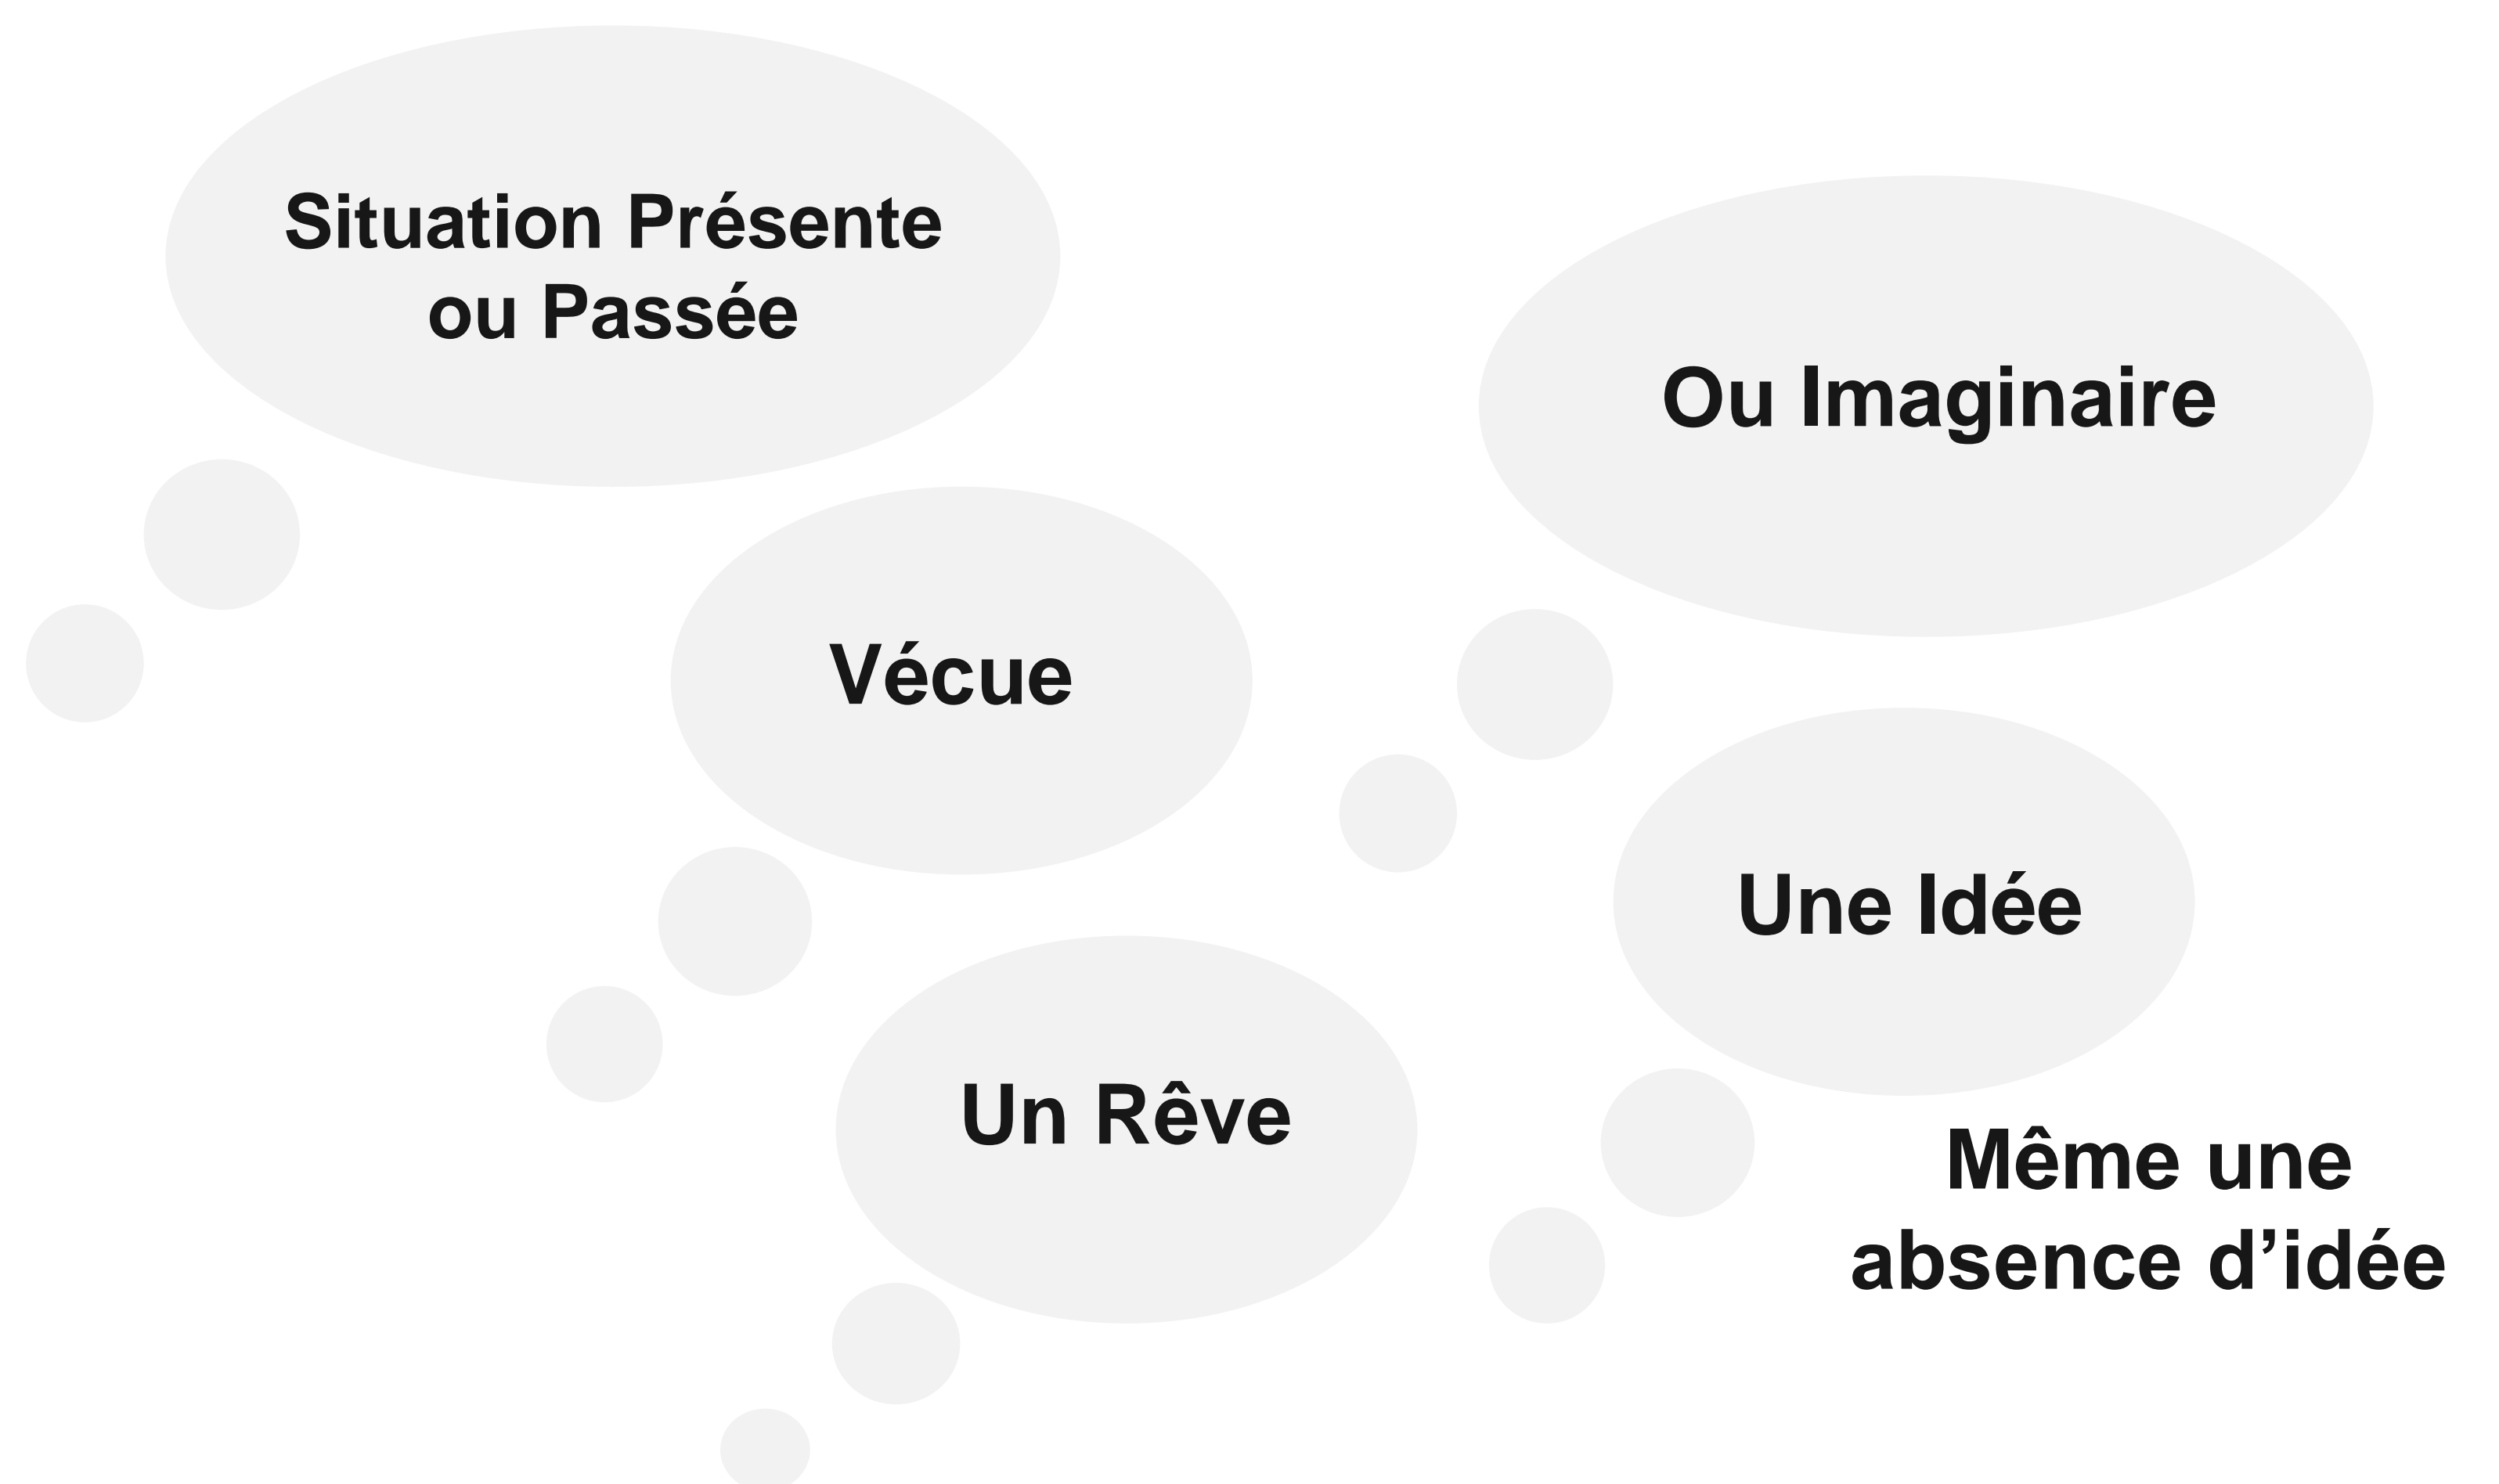 Situation Présente
ou Passée
Ou Imaginaire
Vécue
Une Idée
Un Rêve
Même une
absence d’idée